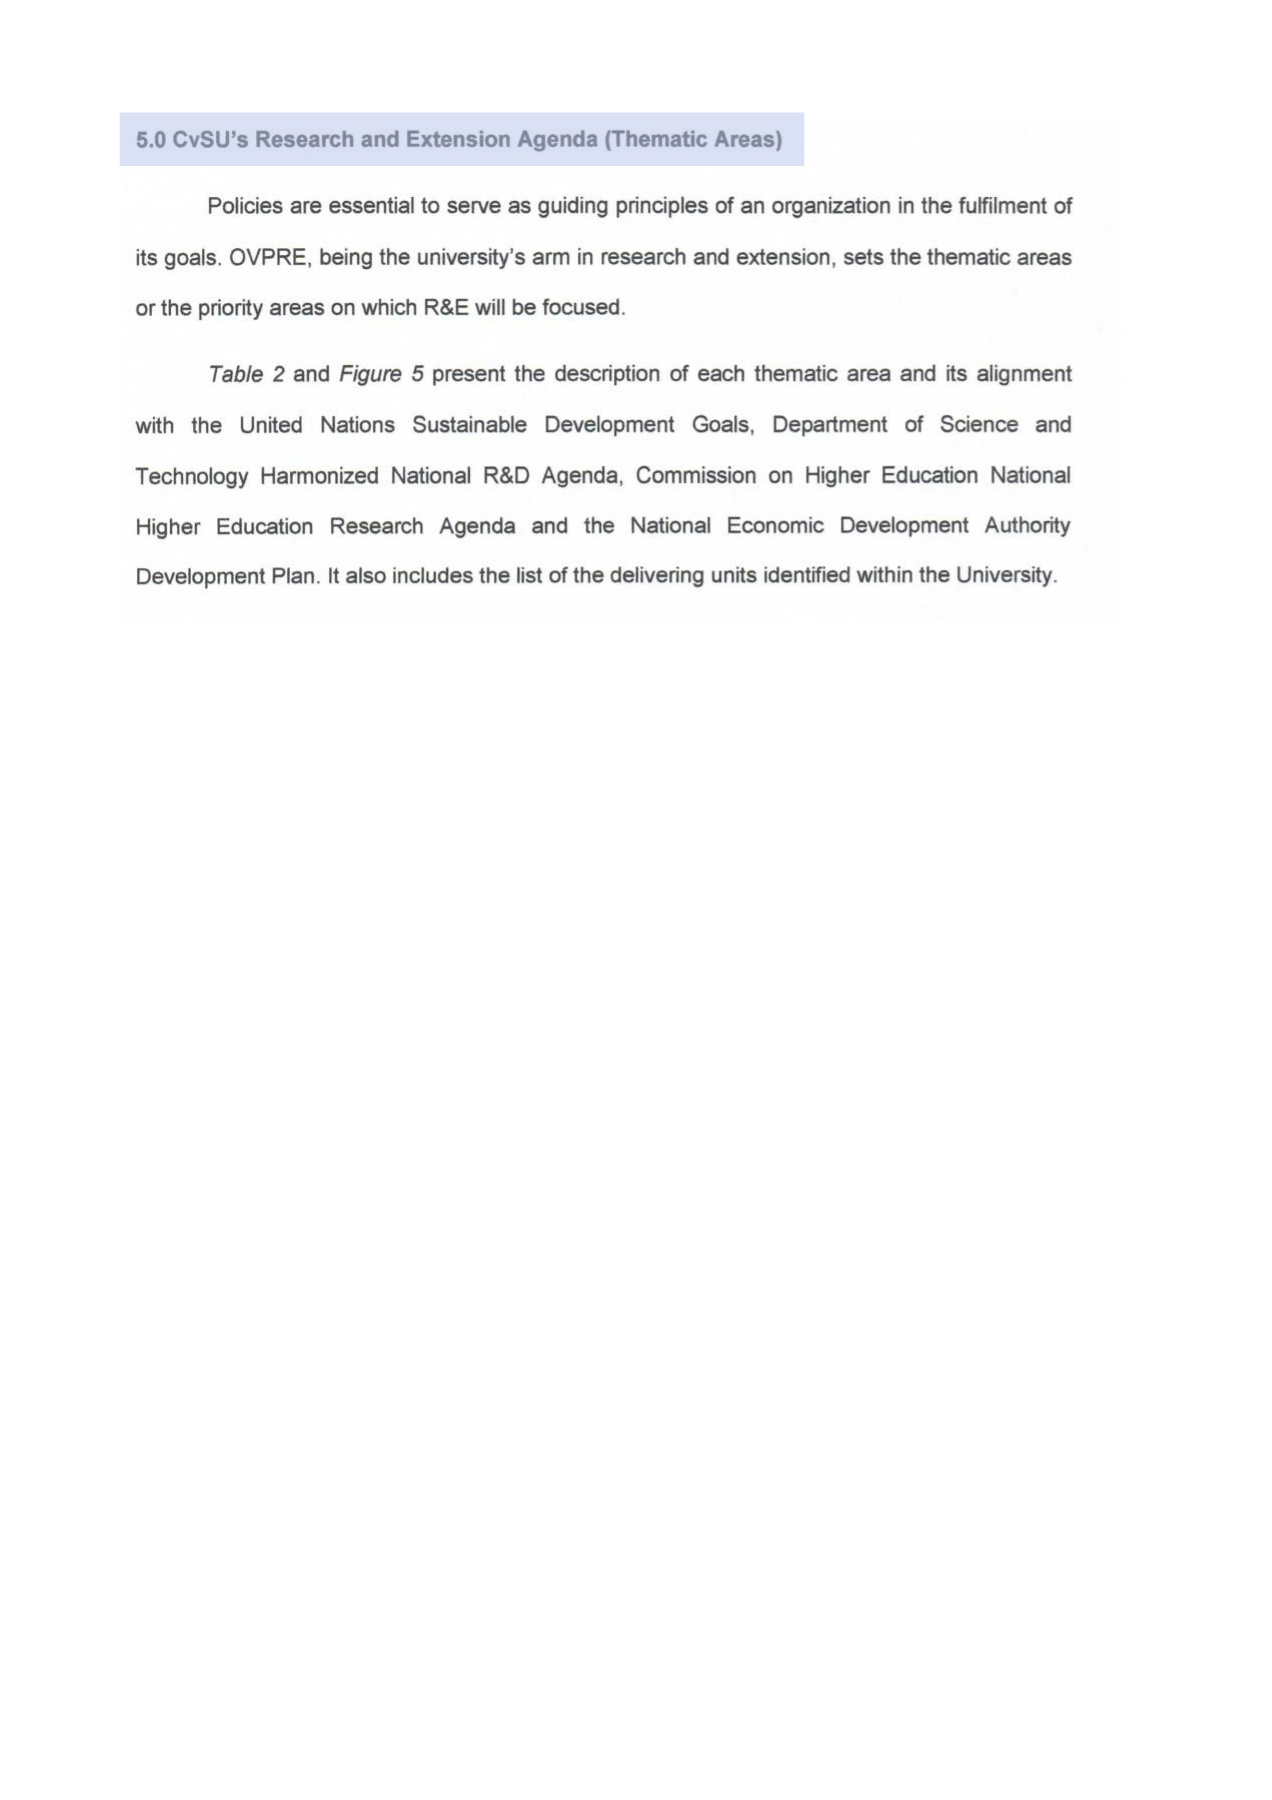 5.0 CvSU's Research and Extension Agenda (Thematic Areas)
Policies are essential to serve as guiding principles of an organization in the fulfilment of
its goals. OVPRE, being the university's arm in research and extension, sets the thematic areas
or the priority areas on which R&E will be focused.
Table 2 and Figure 5 present the description of each thematic area and its alignment
with the United Nations Sustainable Development Goals, Department of Science and
Technology Harmonized National R&D Agenda, Commission on Higher Education National
Higher Education Research Agenda and the National Economic Development Authority
Development Plan. It also includes the list of the delivering units identified within the University.